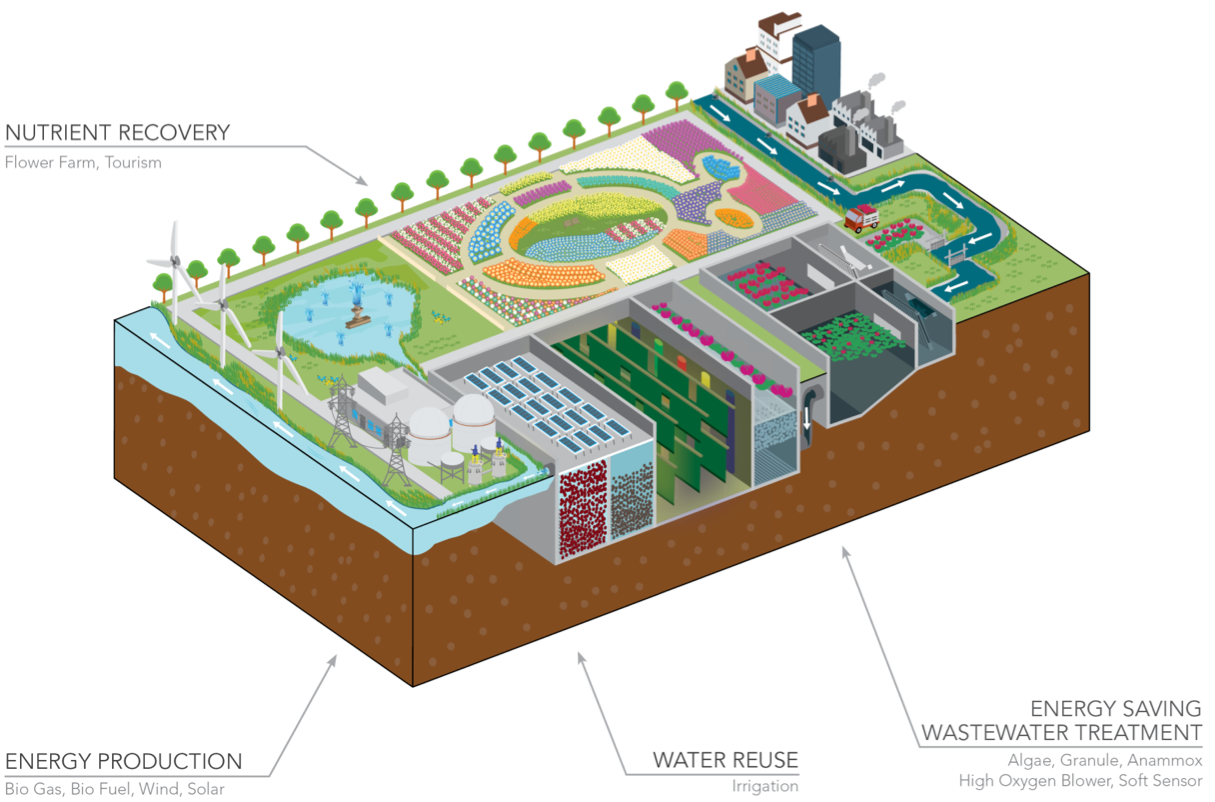 NUTRIENT RECOVERY
Flower Farm, Tourism
ENERGY PRODUCTION
Bio Gas, Bio Fuel, Wind, Solar
WATER REUSE
Irrigation
ENERGY SAVING
WASTEWATER TREATMENT
Algae, Granule, Anammox
High Oxygen Blower, Soft Sensor